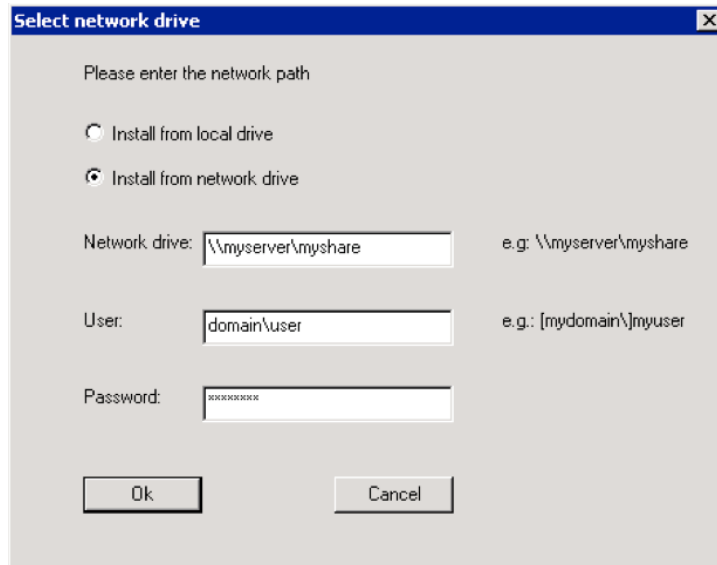 Select network drive
Please enter the network path
Install from local drive
Install from network drive
Network drive: \\myserver\myshare e.g: \\myserver\myshare
User: domain\user e.g.: [mydomain\]myuser
Password: ********
Ok Cancel